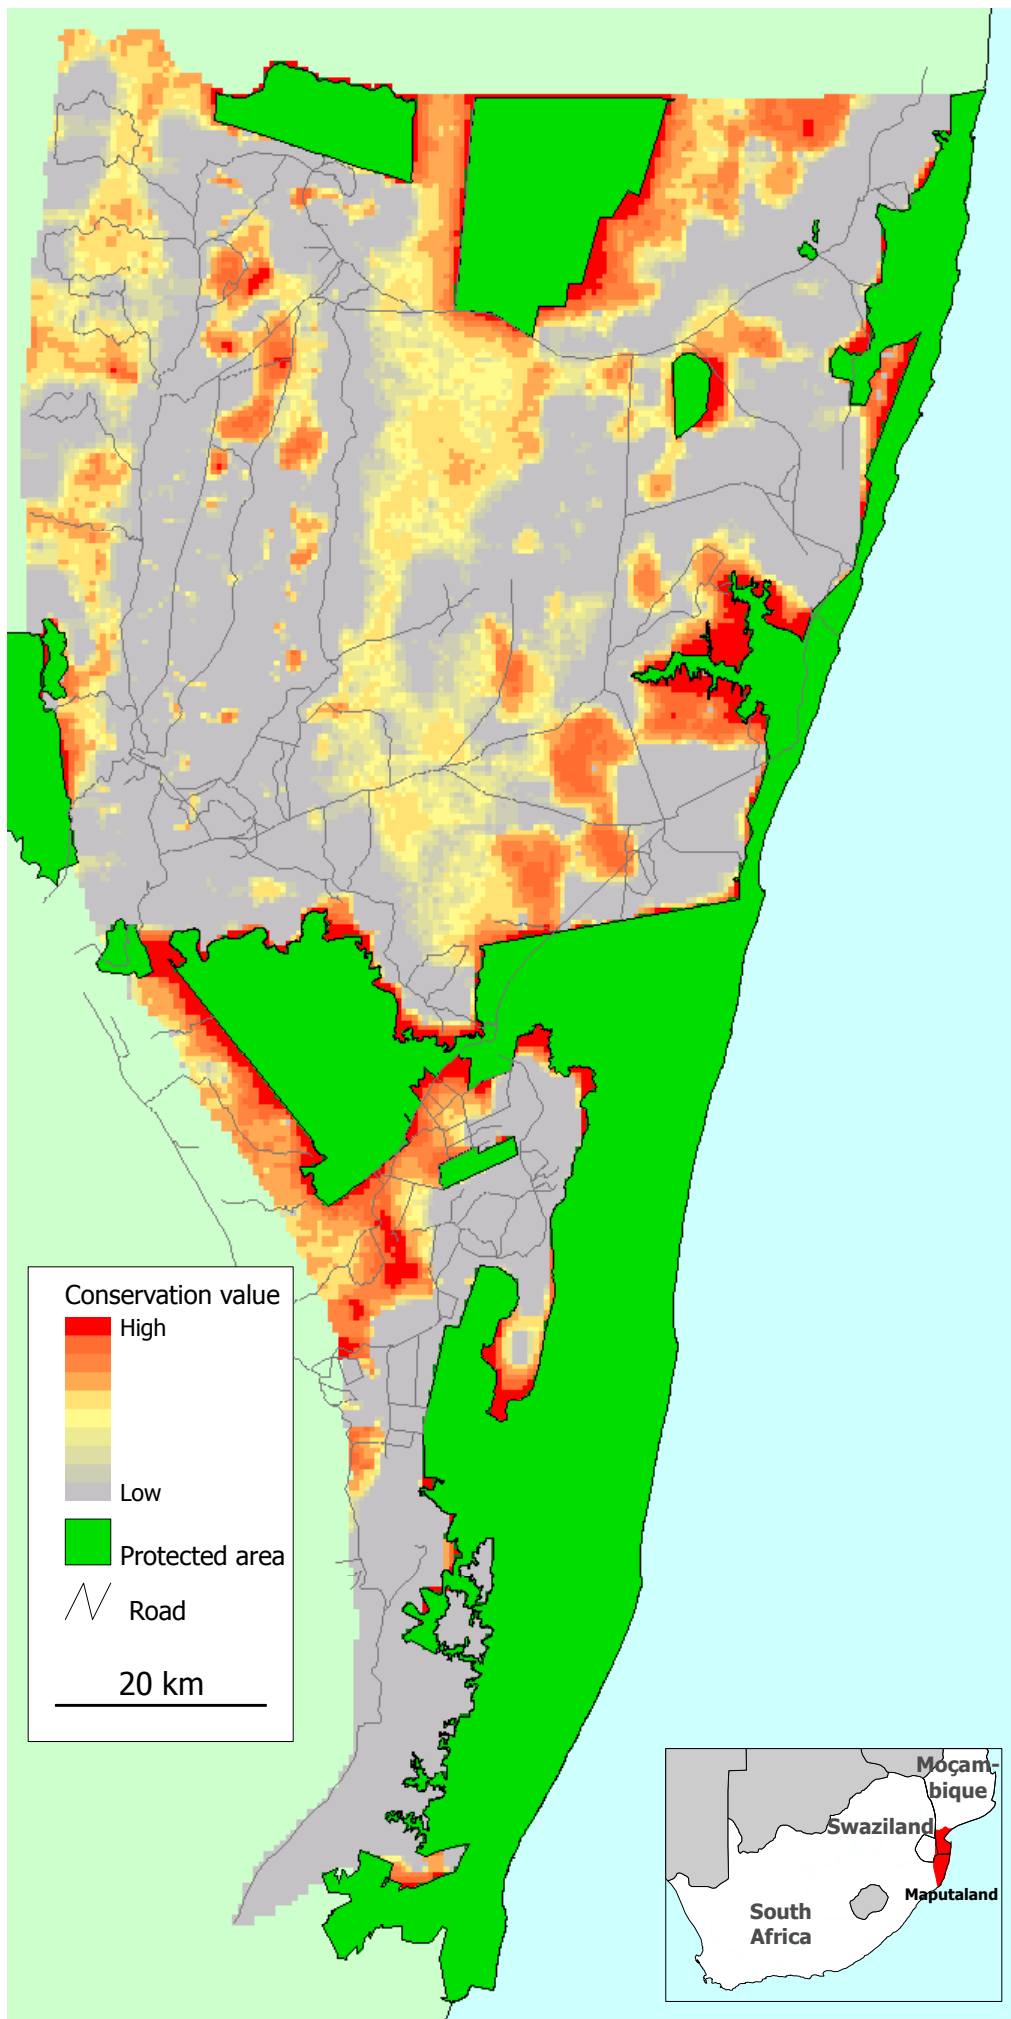 Conservation value
High
Low
Protected area
Road
20 km
Moçam-
bique
Swaziland
Maputaland
South
Africa